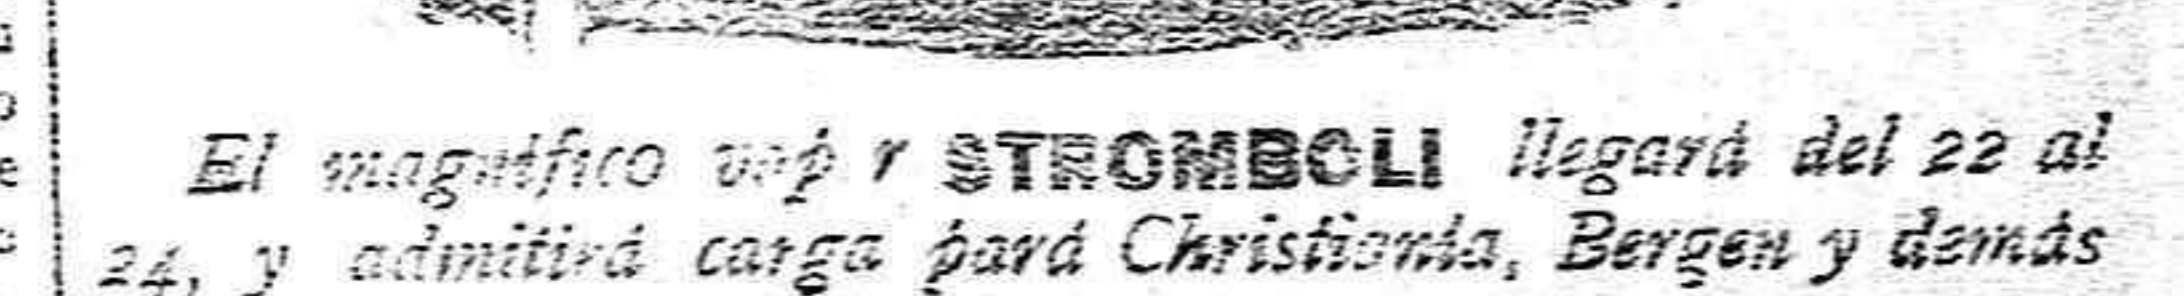 El magnífico vap r STROMBOLI llegará del 22 al
24, y admitirá carga para Christiania, Bergen y demás